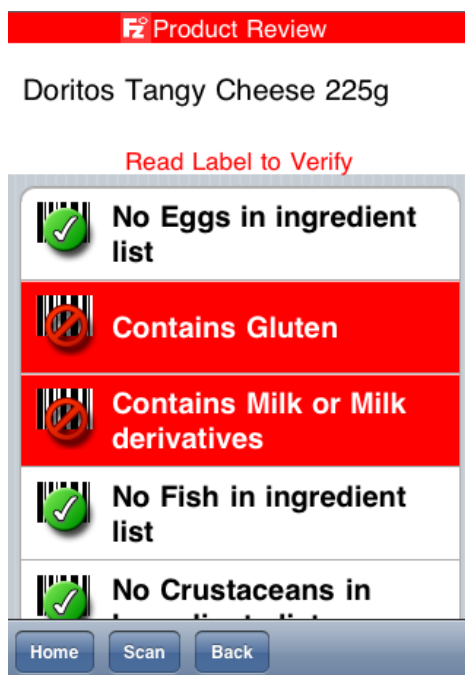 Fz Product Review
Doritos Tangy Cheese 225g
Read Label to Verify
No Eggs in ingredient
list
Contains Gluten
Contains Milk or Milk
derivatives
No Fish in ingredient
list
No Crustaceans in
Home Scan Back